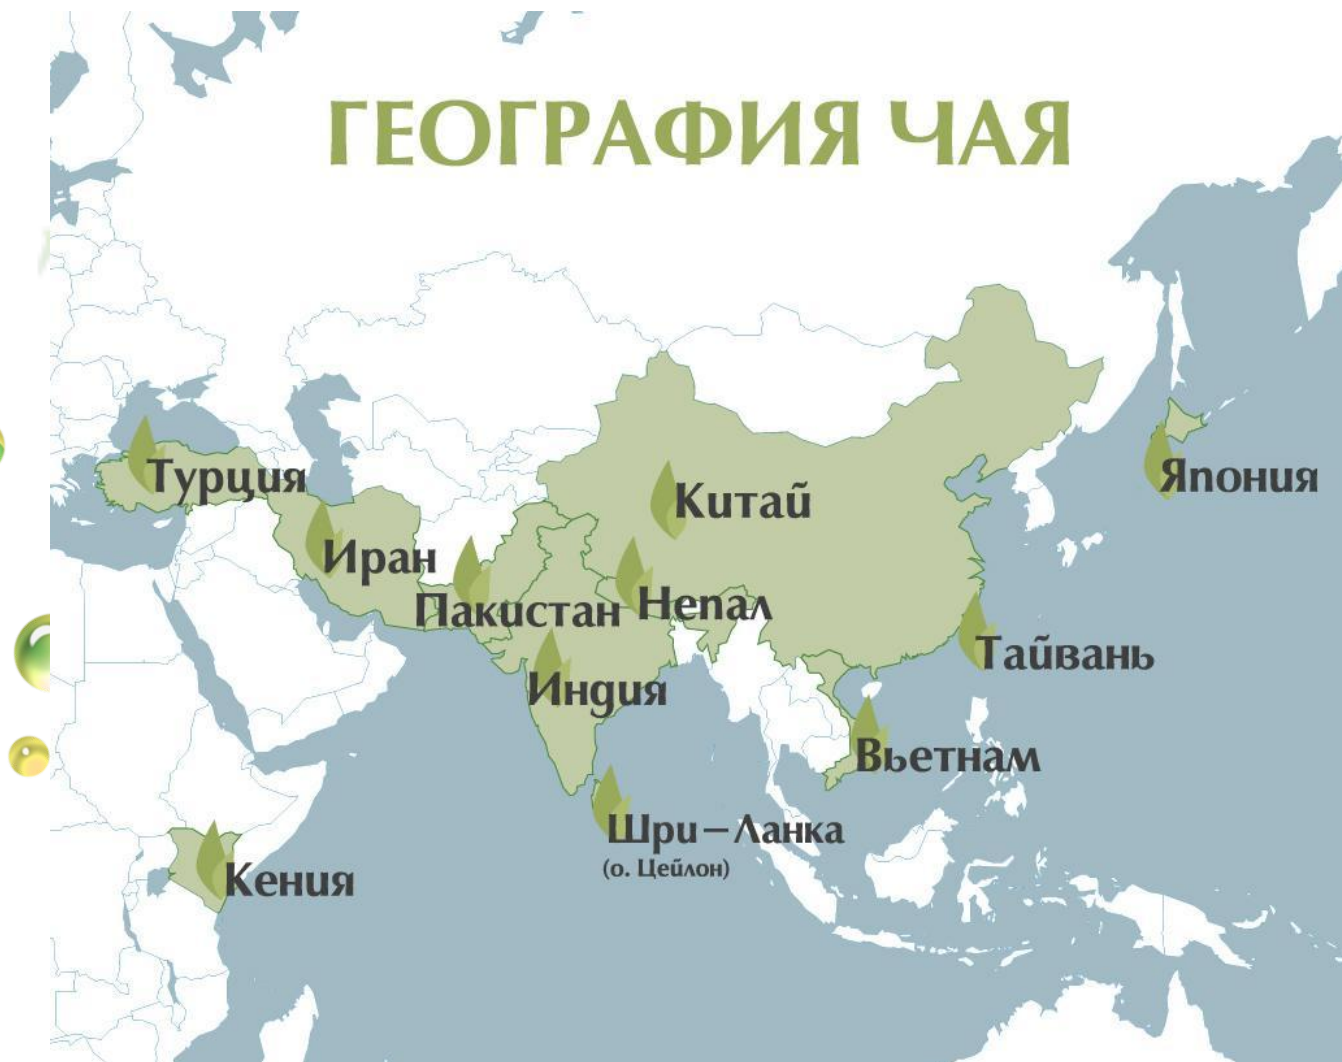 ГЕОГРАФИЯ ЧАЯ
Турция
Китай
Япония
Иран
Пакистан
Непал
Тайвань
Индия
Вьетнам
Шри–Ланка
(о. Цейлон)
Кения